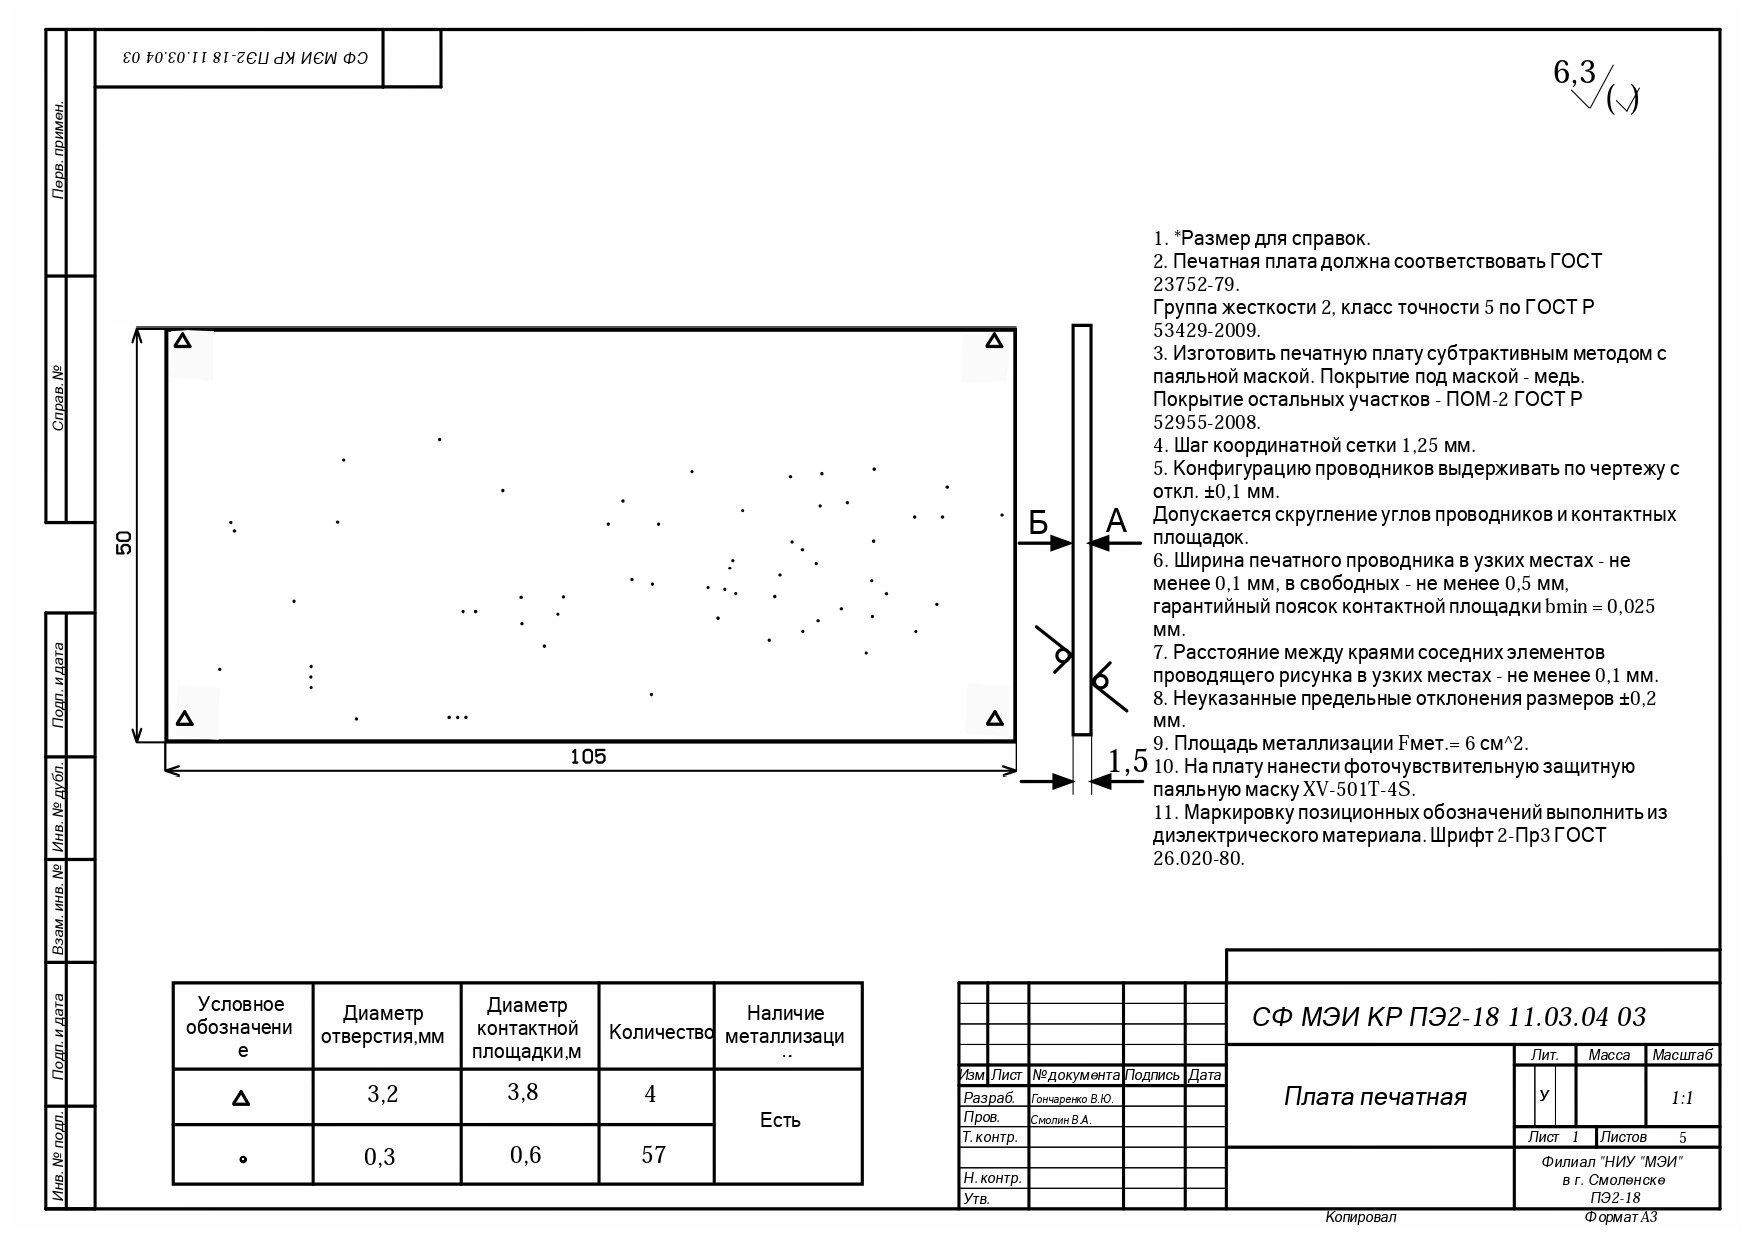 СФ МЭИ КР ПЭ2-18 11.03.04 03
6,3
( )
Перв. примен.
Справ. №
Подп. и дата
Инв. № дубл.
Взам. инв. №
Подп. и дата
Инв. № подл.
50
105
Б
А
1,5
1. *Размер для справок.
2. Печатная плата должна соответствовать ГОСТ
23752-79.
Группа жесткости 2, класс точности 5 по ГОСТ Р
53429-2009.
3. Изготовить печатную плату субтрактивным методом с
паяльной маской. Покрытие под маской - медь.
Покрытие остальных участков - ПОМ-2 ГОСТ Р
52955-2008.
4. Шаг координатной сетки 1,25 мм.
5. Конфигурацию проводников выдерживать по чертежу с
откл. ±0,1 мм.
Допускается скругление углов проводников и контактных
площадок.
6. Ширина печатного проводника в узких местах - не
менее 0,1 мм, в свободных - не менее 0,5 мм,
гарантийный поясок контактной площадки bmin = 0,025
мм.
7. Расстояние между краями соседних элементов
проводящего рисунка в узких местах - не менее 0,1 мм.
8. Неуказанные предельные отклонения размеров ±0,2
мм.
9. Площадь металлизации Fмет.= 6 см^2.
10. На плату нанести фоточувствительную защитную
паяльную маску XV-501T-4S.
11. Маркировку позиционных обозначений выполнить из
диэлектрического материала. Шрифт 2-Пр3 ГОСТ
26.020-80.
Условное
обозначени
е
Диаметр
отверстия,мм
Диаметр
контактной
площадки,м
Количество
Наличие
металлизаци
3,2
3,8
4
Есть
0,3
0,6
57
СФ МЭИ КР ПЭ2-18 11.03.04 03
Изм Лист № документа Подпись Дата
Разраб. Гончаренко В.Ю.
Пров. Смолин В.А.
Т. контр.
Н. контр.
Утв.
Плата печатная
Лит. Масса Масштаб
У 1:1
Лист 1 Листов 5
Филиал "НИУ "МЭИ"
в г. Смоленске
ПЭ2-18
Копировал Формат А3